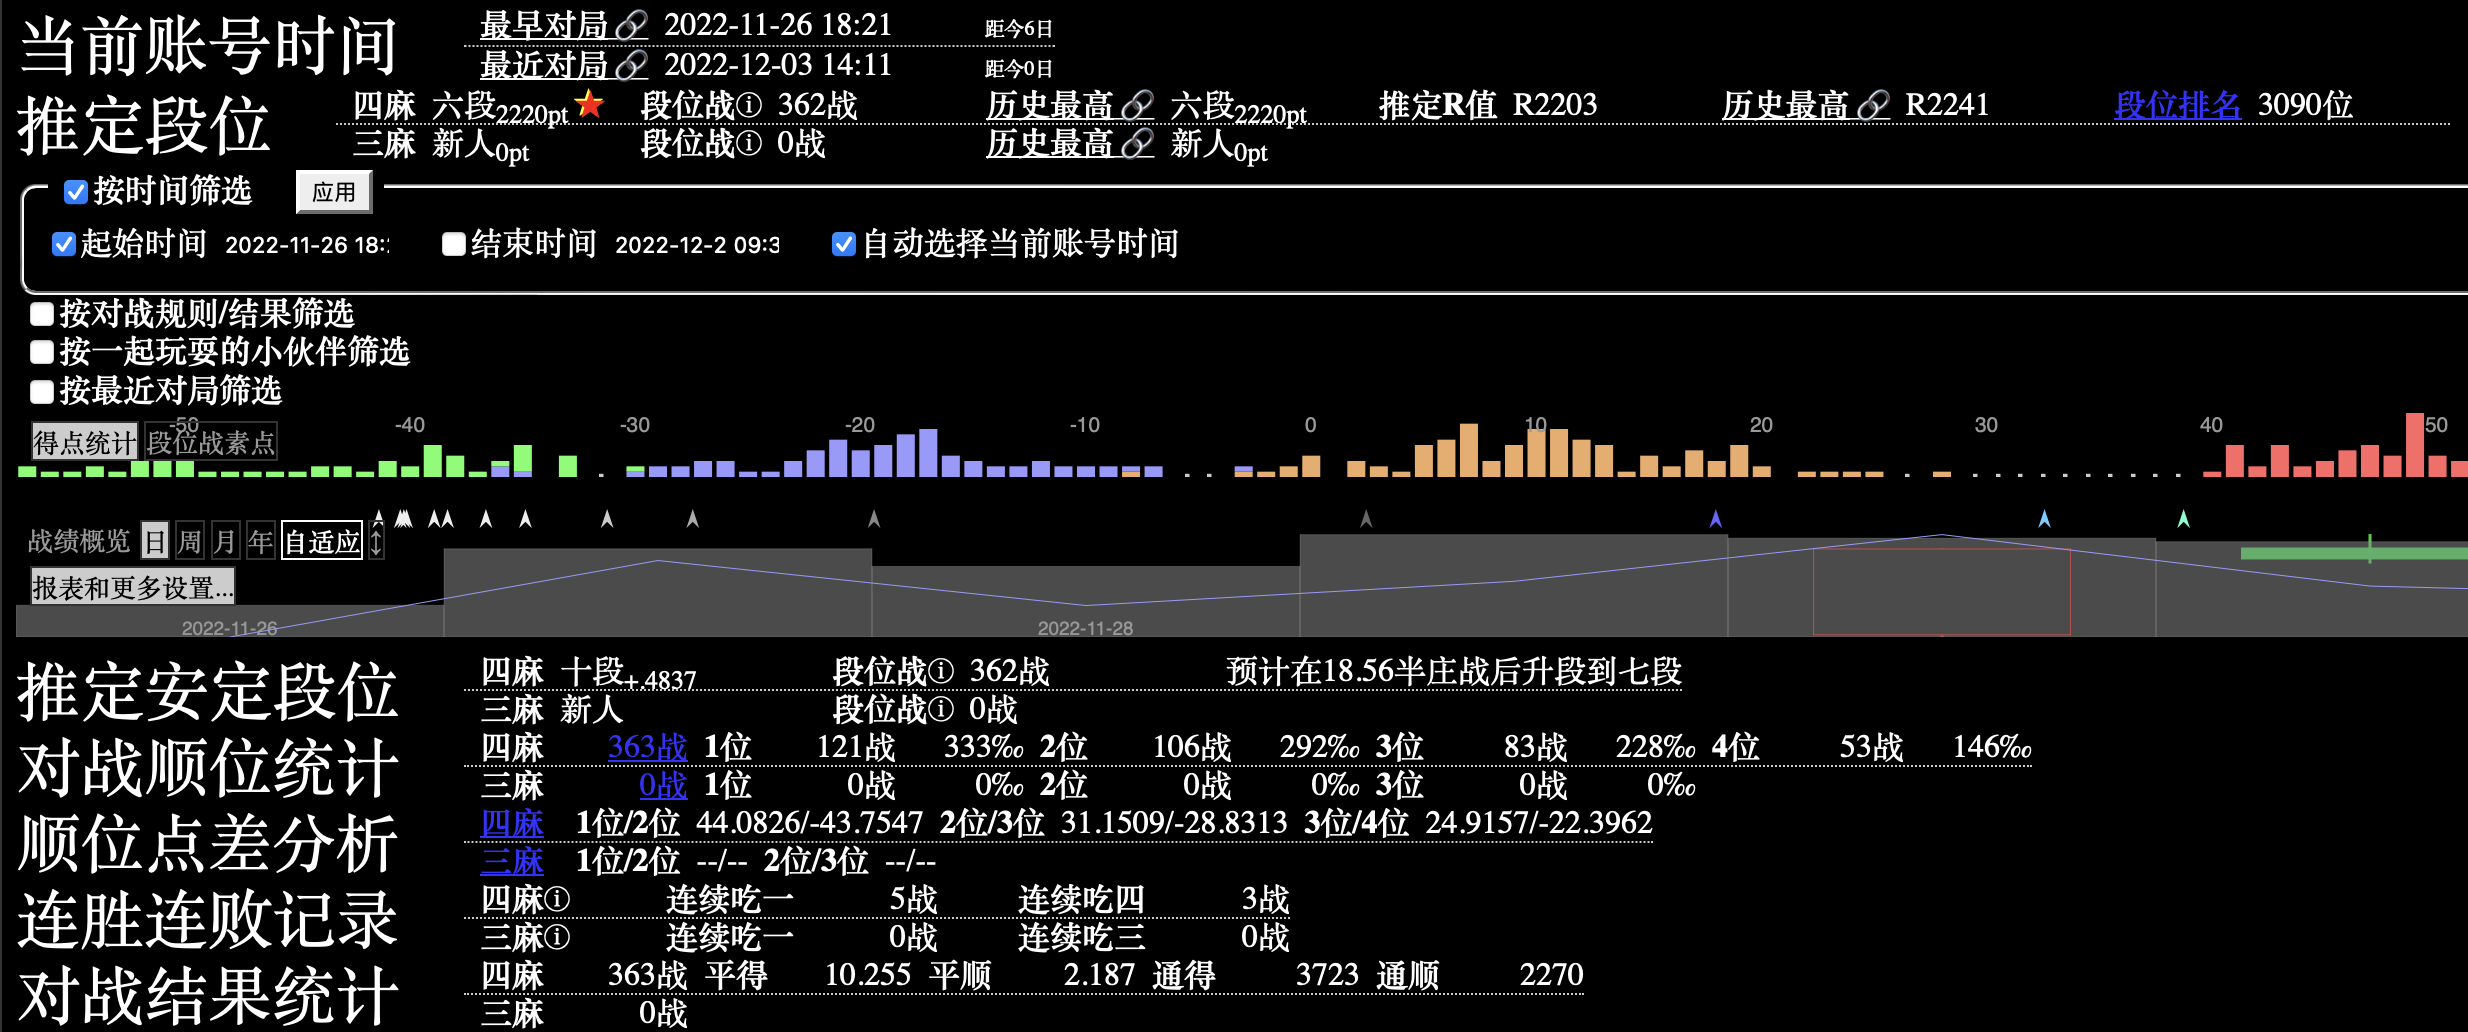 当前账号时间 最早对局🔗 2022-11-26 18:21 距今6日
最近对局🔗 2022-12-03 14:11 距今0日
推定段位 四麻 六段2220pt 段位战ⓘ 362战 历史最高🔗 六段2220pt 推定R值 R2203 历史最高🔗 R2241 段位排名 3090位
三麻 新人0pt 段位战ⓘ 0战 历史最高🔗 新人0pt
按时间筛选 应用
起始时间 2022-11-26 18: 结束时间 2022-12-2 09:3 自动选择当前账号时间
按对战规则/结果筛选
按一起玩耍的小伙伴筛选
按最近对局筛选
-50 -40 -30 -20 -10 0 10 20 30 40 50
得点统计 段位战素点
战绩概览 日 周 月 年 自适应 ↕
报表和更多设置...
2022-11-26 2022-11-28
推定安定段位 四麻 十段+.4837 段位战ⓘ 362战 预计在18.56半庄战后升段到七段
三麻 新人 段位战ⓘ 0战
对战顺位统计 四麻 363战 1位 121战 333‰ 2位 106战 292‰ 3位 83战 228‰ 4位 53战 146‰
三麻 0战 1位 0战 0‰ 2位 0战 0‰ 3位 0战 0‰
顺位点差分析 四麻 1位/2位 44.0826/-43.7547 2位/3位 31.1509/-28.8313 3位/4位 24.9157/-22.3962
三麻 1位/2位 --/-- 2位/3位 --/--
连胜连败记录 四麻ⓘ 连续吃一 5战 连续吃四 3战
三麻ⓘ 连续吃一 0战 连续吃三 0战
对战结果统计 四麻 363战 平得 10.255 平顺 2.187 通得 3723 通顺 2270
三麻 0战